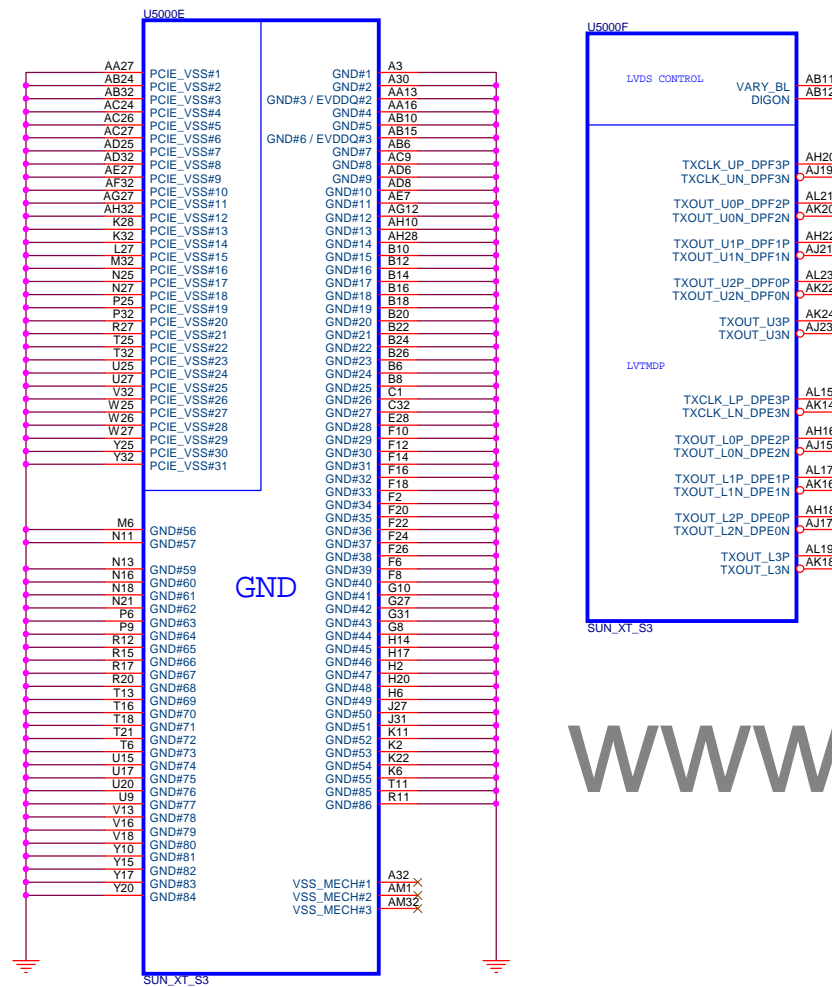 U5000E
AA27 PCIE_VSS#1
AB24 PCIE_VSS#2
AB32 PCIE_VSS#3
AC24 PCIE_VSS#4
AC26 PCIE_VSS#5
AC27 PCIE_VSS#6
AD25 PCIE_VSS#7
AD32 PCIE_VSS#8
AE27 PCIE_VSS#9
AF32 PCIE_VSS#10
AG27 PCIE_VSS#11
AH32 PCIE_VSS#12
K28 PCIE_VSS#13
K32 PCIE_VSS#14
L27 PCIE_VSS#15
M32 PCIE_VSS#16
N25 PCIE_VSS#17
N27 PCIE_VSS#18
P25 PCIE_VSS#19
P32 PCIE_VSS#20
R27 PCIE_VSS#21
T25 PCIE_VSS#22
T32 PCIE_VSS#23
U25 PCIE_VSS#24
U27 PCIE_VSS#25
V32 PCIE_VSS#26
W25 PCIE_VSS#27
W26 PCIE_VSS#28
W27 PCIE_VSS#29
Y25 PCIE_VSS#30
Y32 PCIE_VSS#31
M6 GND#56
N11 GND#57
N13 GND#59
N16 GND#60
N18 GND#61
N21 GND#62
P6 GND#63
P9 GND#64
R12 GND#65
R15 GND#66
R17 GND#67
R20 GND#68
T13 GND#69
T16 GND#70
T18 GND#71
T21 GND#72
T6 GND#73
U15 GND#74
U17 GND#75
U20 GND#76
U9 GND#77
V13 GND#78
V16 GND#79
V18 GND#80
Y10 GND#81
Y15 GND#82
Y17 GND#83
Y20 GND#84
GND
GND#1 A3
GND#2 A30
GND#3 / EVDDQ#2 AA13
GND#4 AA16
GND#5 AB10
GND#6 / EVDDQ#3 AB15
GND#7 AB6
GND#8 AC9
GND#9 AD6
GND#10 AD8
GND#11 AE7
GND#12 AG12
GND#13 AH10
GND#14 AH28
GND#15 B10
GND#16 B12
GND#17 B14
GND#18 B16
GND#19 B18
GND#20 B20
GND#21 B22
GND#22 B24
GND#23 B26
GND#24 B6
GND#25 B8
GND#26 C1
GND#27 C32
GND#28 E28
GND#29 F10
GND#30 F12
GND#31 F14
GND#32 F16
GND#33 F18
GND#34 F2
GND#35 F20
GND#36 F22
GND#37 F24
GND#38 F26
GND#39 F6
GND#40 F8
GND#41 G10
GND#42 G27
GND#43 G31
GND#44 G8
GND#45 H14
GND#46 H17
GND#47 H2
GND#48 H20
GND#49 H6
GND#50 J27
GND#51 J31
GND#52 K11
GND#53 K2
GND#54 K22
GND#55 K6
GND#85 T11
GND#86 R11
VSS_MECH#1 A32
VSS_MECH#2 AM1
VSS_MECH#3 AM32
SUN_XT_S3
U5000F
LVDS CONTROL
VARY_BL AB11
DIGON AB12
TXCLK_UP_DPF3P AH20
TXCLK_UN_DPF3N AJ19
TXOUT_U0P_DPF2P AL21
TXOUT_U0N_DPF2N AK20
TXOUT_U1P_DPF1P AH22
TXOUT_U1N_DPF1N AJ21
TXOUT_U2P_DPF0P AL23
TXOUT_U2N_DPF0N AK22
TXOUT_U3P AK24
TXOUT_U3N AJ23
LVTMDP
TXCLK_LP_DPE3P AL15
TXCLK_LN_DPE3N AK14
TXOUT_L0P_DPE2P AH16
TXOUT_L0N_DPE2N AJ15
TXOUT_L1P_DPE1P AL17
TXOUT_L1N_DPE1N AK16
TXOUT_L2P_DPE0P AH18
TXOUT_L2N_DPE0N AJ17
TXOUT_L3P AL19
TXOUT_L3N AK18
SUN_XT_S3
www